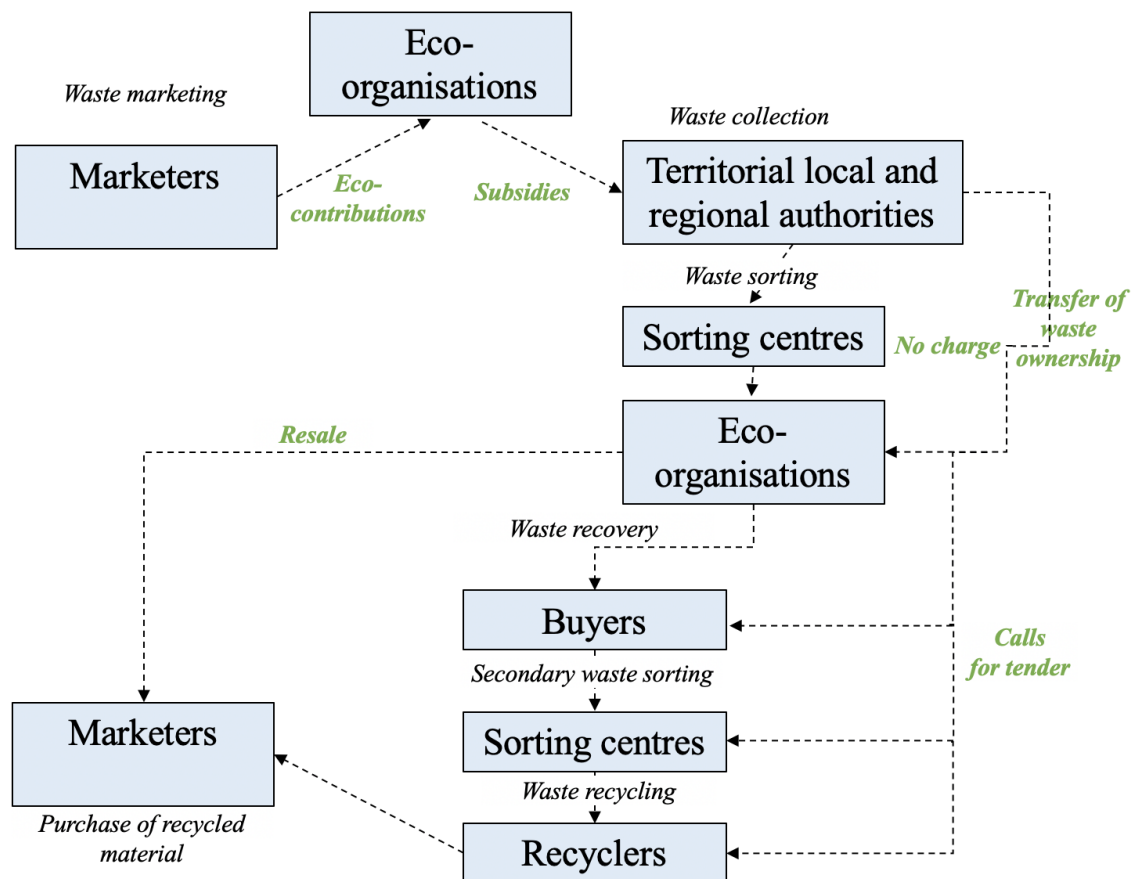 Eco-
organisations
Waste marketing
Waste collection
Marketers
Eco-
contributions
Subsidies
Territorial local and
regional authorities
Waste sorting
Transfer of
waste
ownership
Sorting centres
No charge
Eco-
organisations
Resale
Waste recovery
Buyers
Calls
for tender
Secondary waste sorting
Marketers
Sorting centres
Waste recycling
Purchase of recycled
material
Recyclers